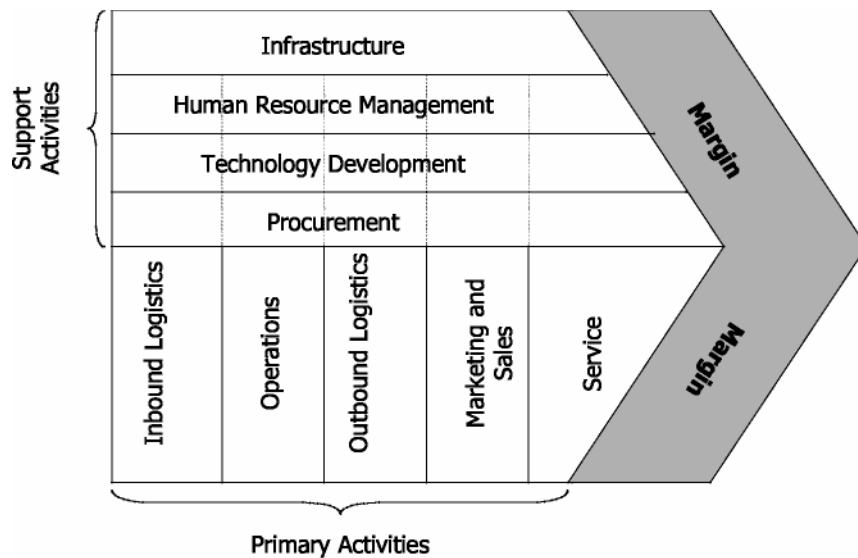 Support
Activities
Infrastructure
Human Resource Management
Technology Development
Procurement
Margin
Inbound Logistics
Operations
Outbound Logistics
Marketing and
Sales
Service
Margin
Primary Activities